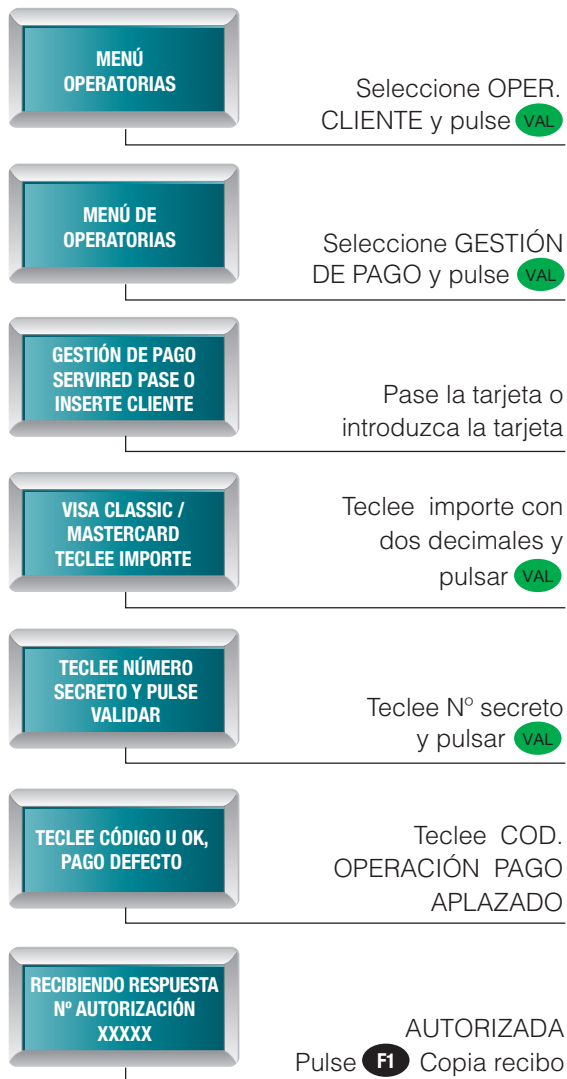 MENÚ
OPERATORIAS
Seleccione OPER.
CLIENTE y pulse VAL
MENÚ DE
OPERATORIAS
Seleccione GESTIÓN
DE PAGO y pulse VAL
GESTIÓN DE PAGO
SERVIRED PASE O
INSERTE CLIENTE
Pase la tarjeta o
introduzca la tarjeta
VISA CLASSIC /
MASTERCARD
TECLEE IMPORTE
Teclee importe con
dos decimales y
pulsar VAL
TECLEE NÚMERO
SECRETO Y PULSE
VALIDAR
Teclee Nº secreto
y pulsar VAL
TECLEE CÓDIGO U OK,
PAGO DEFECTO
Teclee COD.
OPERACIÓN PAGO
APLAZADO
RECIBIENDO RESPUESTA
Nº AUTORIZACIÓN
XXXXX
AUTORIZADA
Pulse F1 Copia recibo